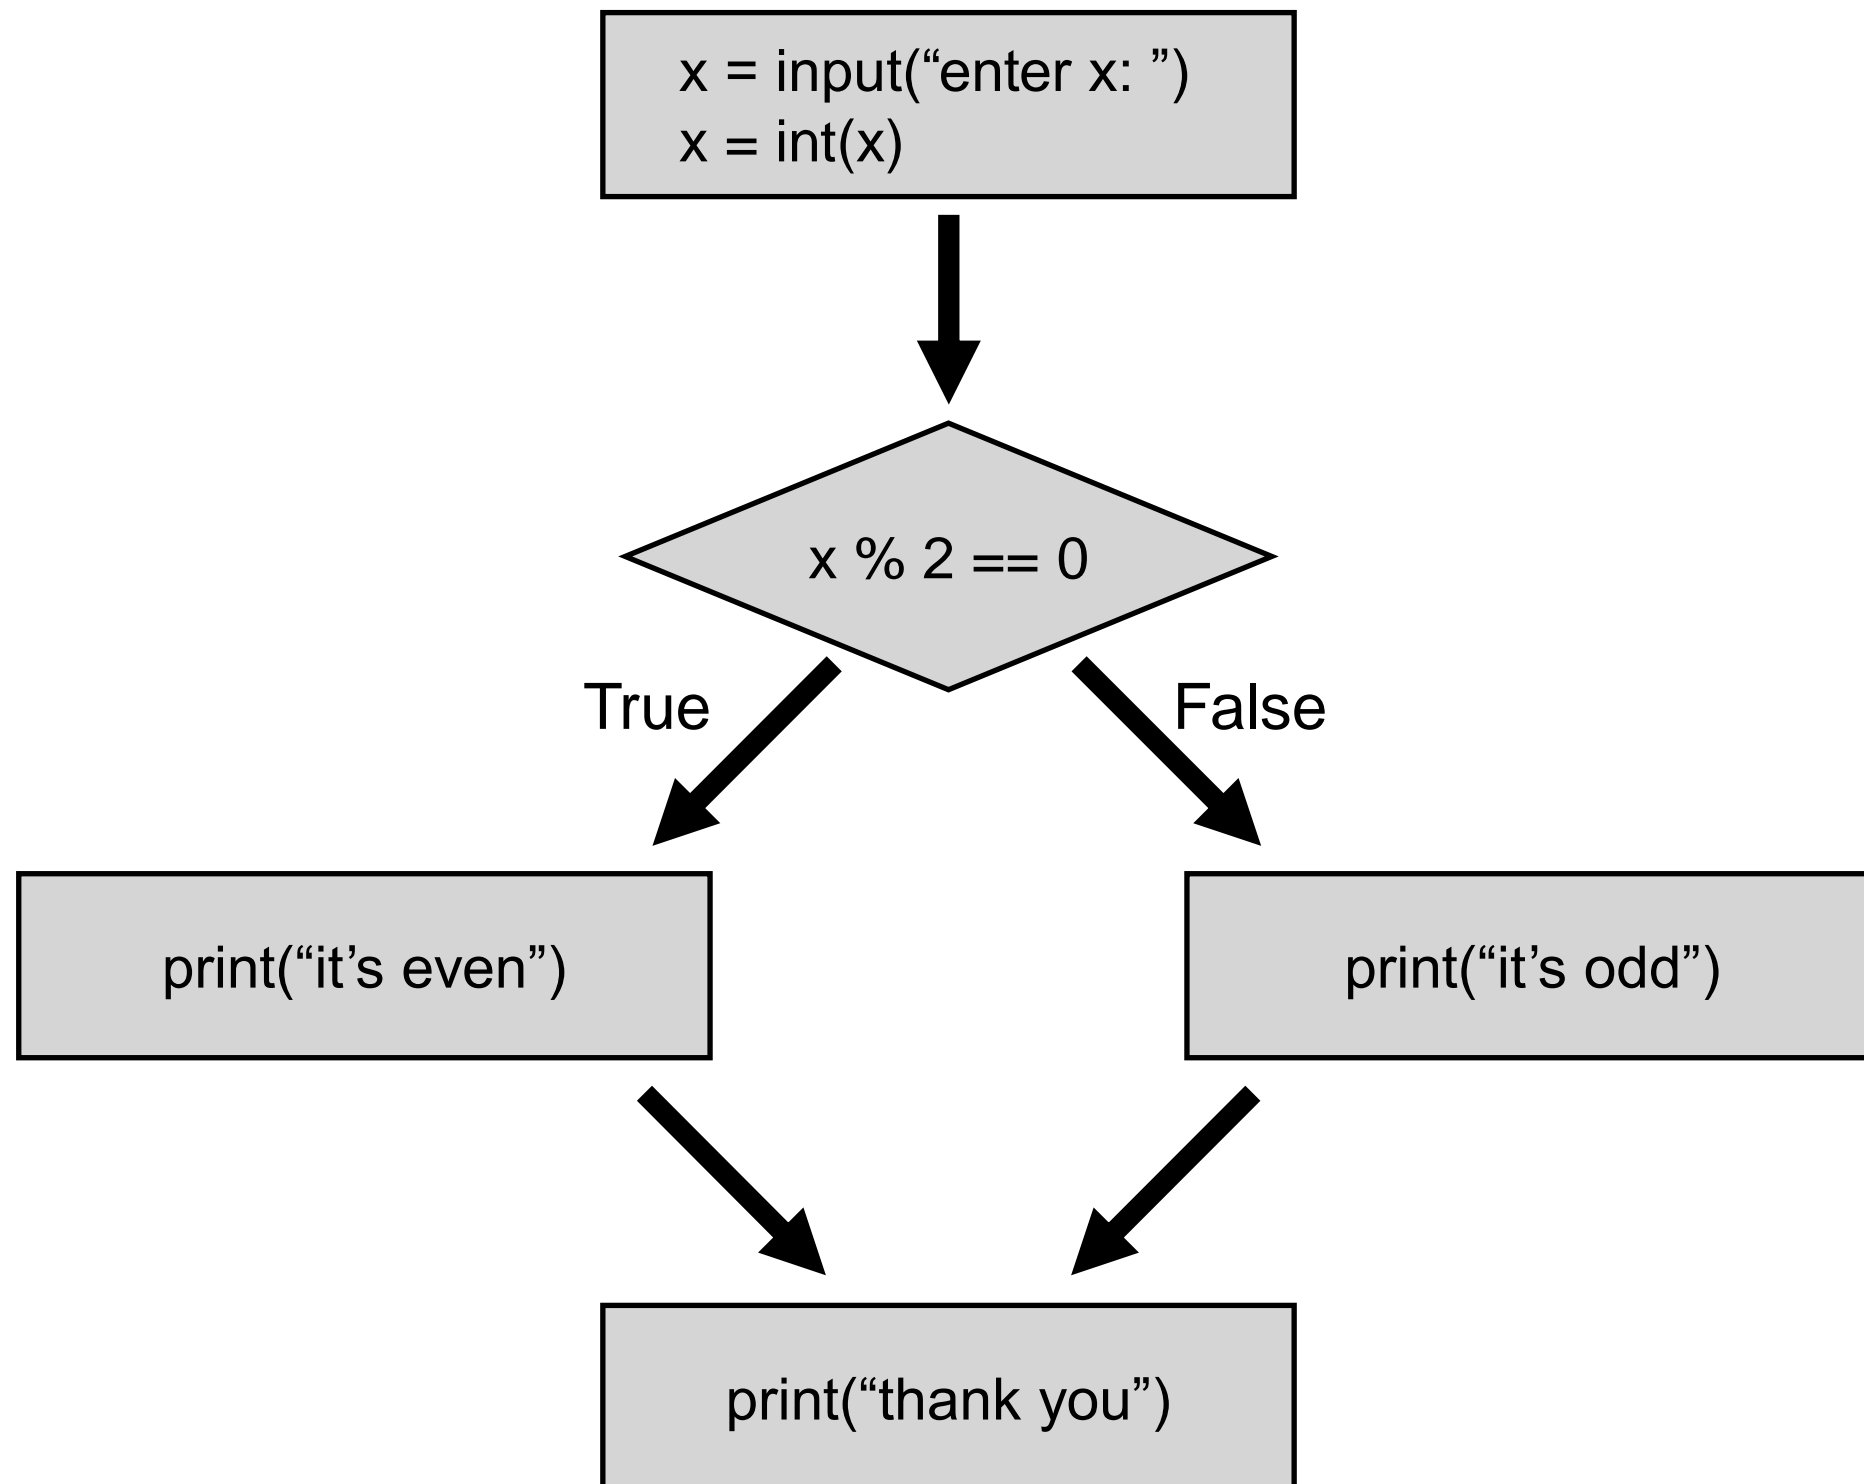 x = input(“enter x: ”)
x = int(x)
x % 2 == 0
True
False
print(“it’s even”)
print(“it’s odd”)
print(“thank you”)